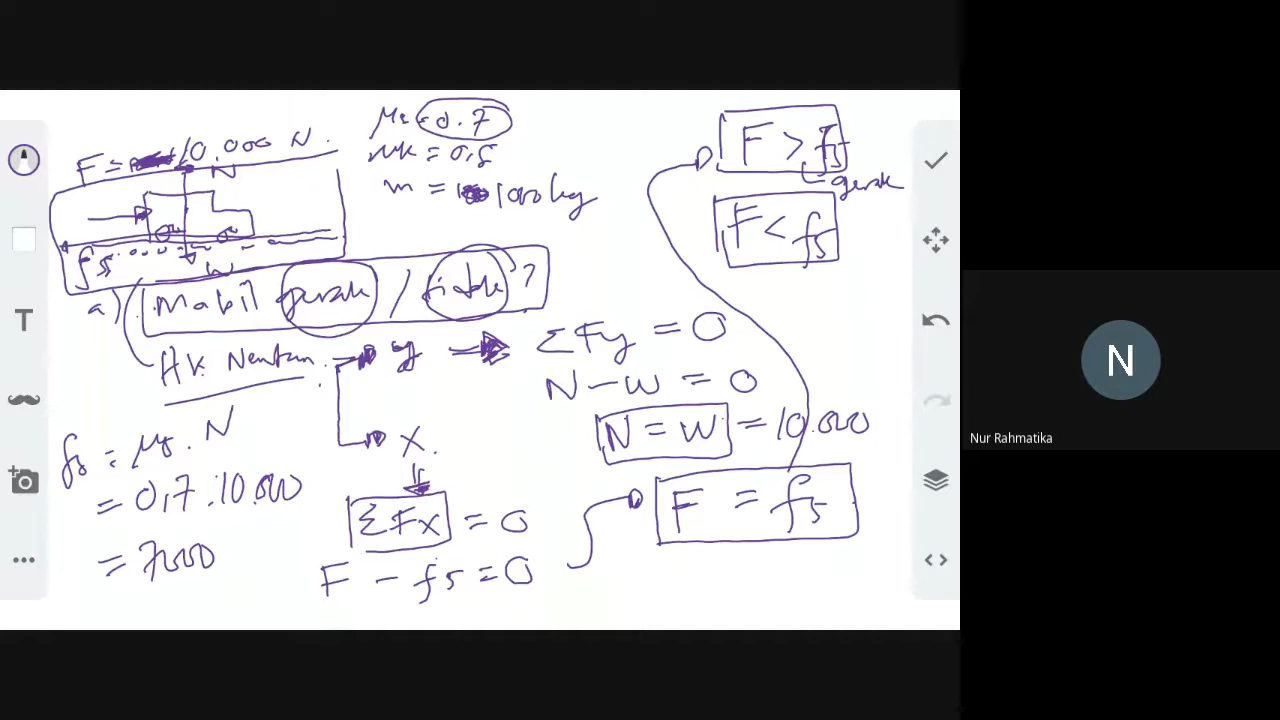 F = 10.000 N.
μs = 0.7
μk = 0,5
m = 1000 kg
N
fs
W
a) Mobil gerak / tidak ?
Hk. Newton.
y
ΣFy = 0
N - W = 0
N = W = 10.000
X.
ΣFx = 0
F - fs = 0
F = fs
fs = μs . N
= 0,7 . 10.000
= 7000
F > fs
gerak
F < fs
T
N
Nur Rahmatika